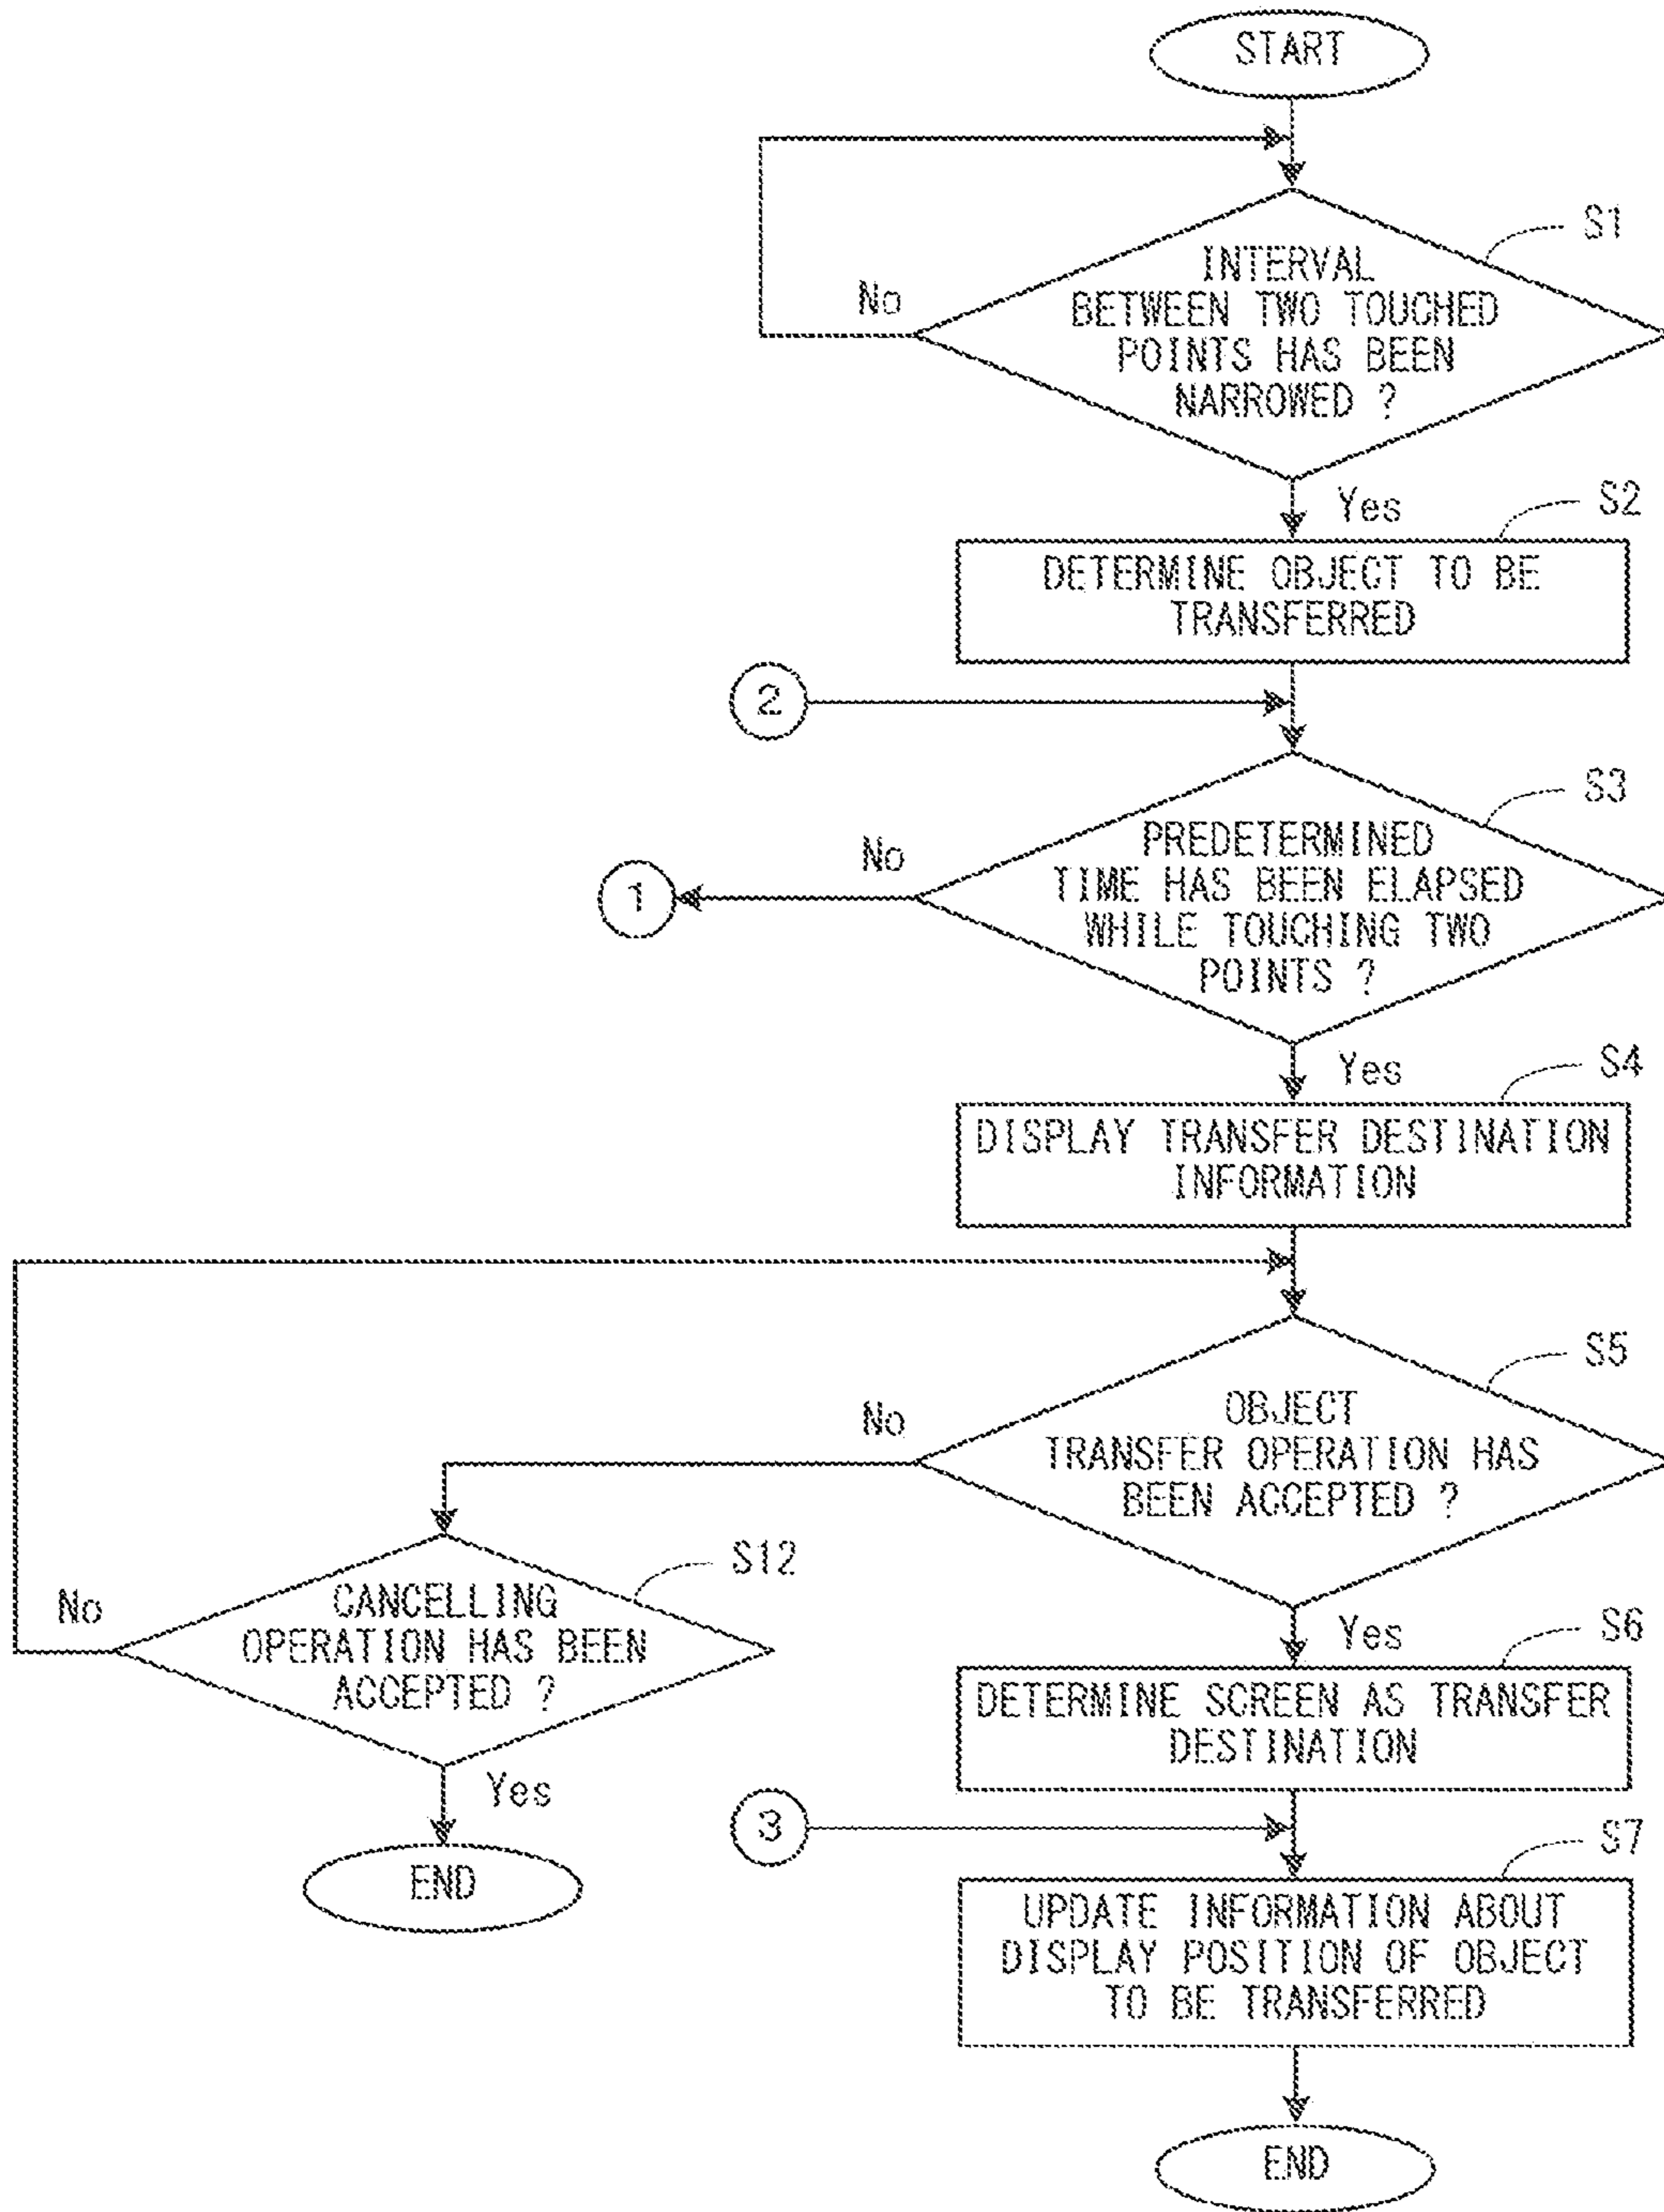 START
S1
INTERVAL
BETWEEN TWO TOUCHED
POINTS HAS BEEN
NARROWED ?
No
Yes
S2
DETERMINE OBJECT TO BE
TRANSFERRED
2
S3
PREDETERMINED
TIME HAS BEEN ELAPSED
WHILE TOUCHING TWO
POINTS ?
No
1
Yes
S4
DISPLAY TRANSFER DESTINATION
INFORMATION
S5
OBJECT
TRANSFER OPERATION HAS
BEEN ACCEPTED ?
No
S12
CANCELLING
OPERATION HAS BEEN
ACCEPTED ?
No
Yes
END
Yes
S6
DETERMINE SCREEN AS TRANSFER
DESTINATION
3
S7
UPDATE INFORMATION ABOUT
DISPLAY POSITION OF OBJECT
TO BE TRANSFERRED
END